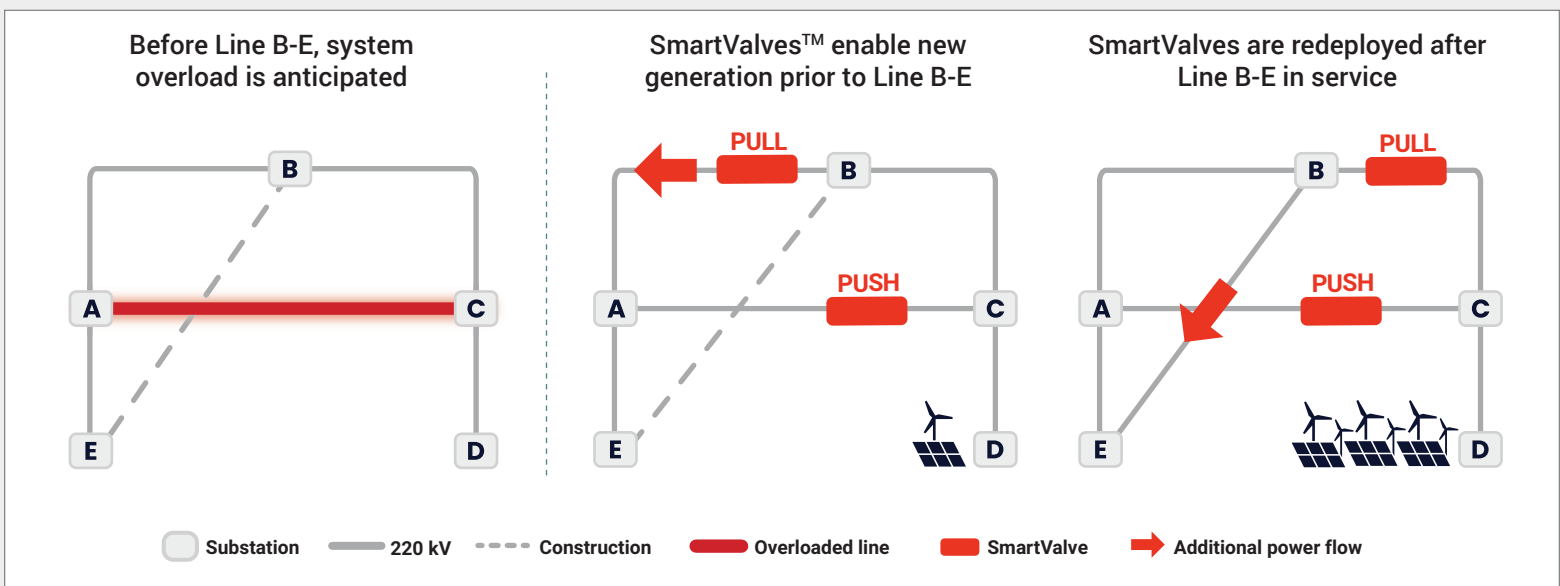 Before Line B-E, system
overload is anticipated
B
A
C
E
D
SmartValves™ enable new
generation prior to Line B-E
PULL
B
PUSH
A
C
E
D
SmartValves are redeployed after
Line B-E in service
PULL
B
PUSH
A
C
E
D
Substation
220 kV
Construction
Overloaded line
SmartValve
Additional power flow